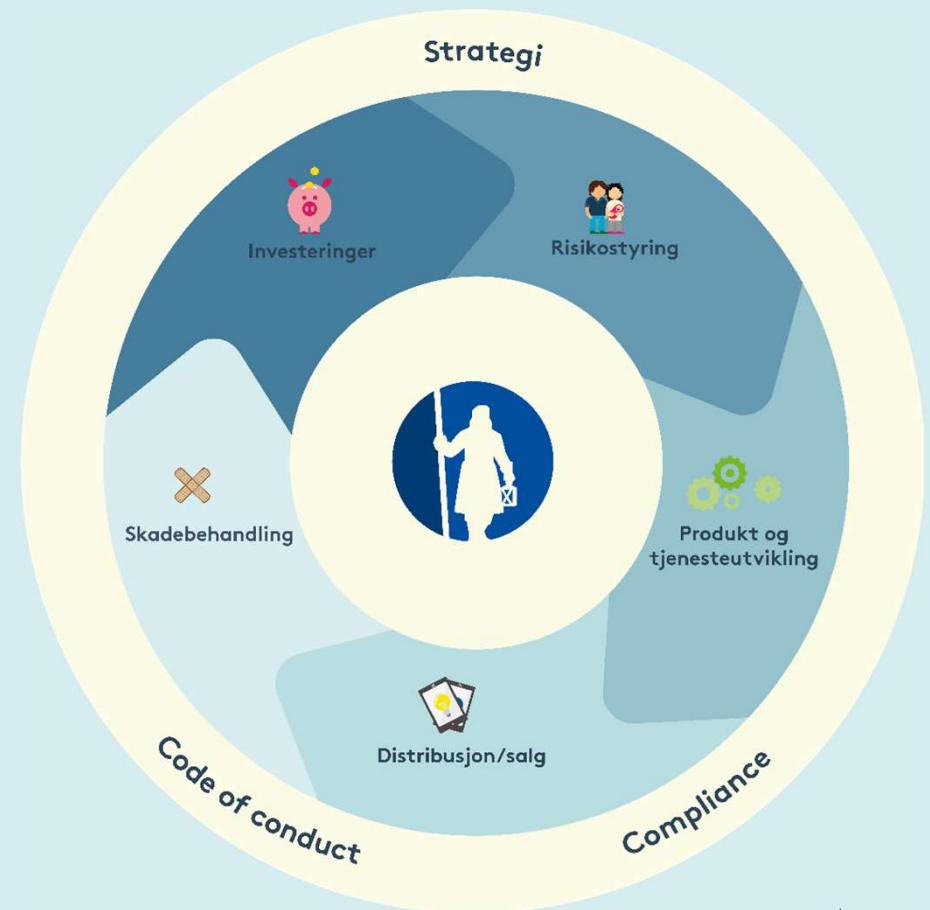 Strategi
Investeringer
Risikostyring
Skadebehandling
Produkt og
tjenesteutvikling
Distribusjon/salg
Code of conduct
Compliance